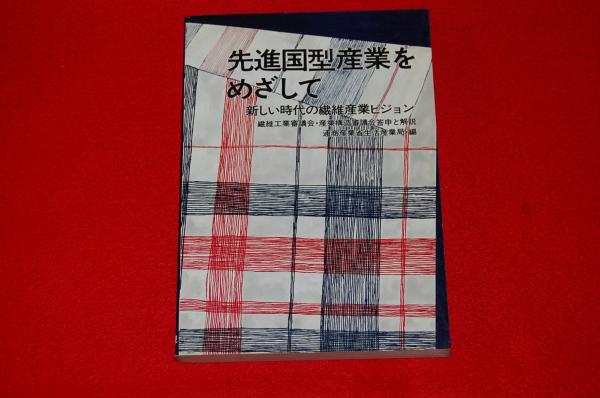 先進国型産業を
めざして
新しい時代の繊維産業ビジョン
繊維工業審議会・産業構造審議会答申と解説
通商産業省生活産業局・編